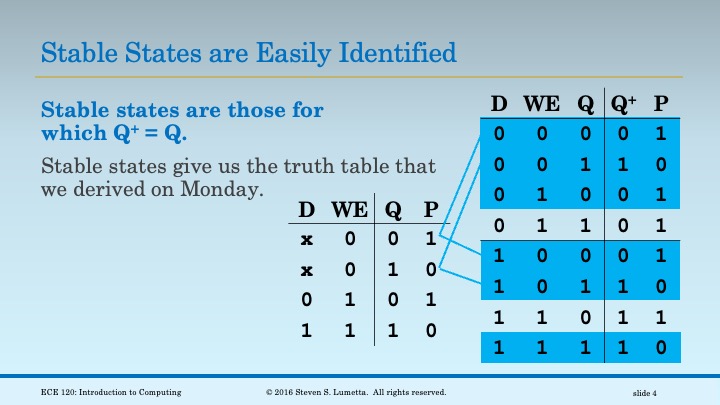 Stable States are Easily Identified
Stable states are those for
which Q⁺ = Q.
Stable states give us the truth table that
we derived on Monday.
D WE Q P
x 0 0 1
x 0 1 0
0 1 0 1
1 1 1 0
D WE Q Q⁺ P
0 0 0 0 1
0 0 1 1 0
0 1 0 0 1
0 1 1 0 1
1 0 0 0 1
1 0 1 1 0
1 1 0 1 1
1 1 1 1 0
ECE 120: Introduction to Computing
© 2016 Steven S. Lumetta. All rights reserved.
slide 4